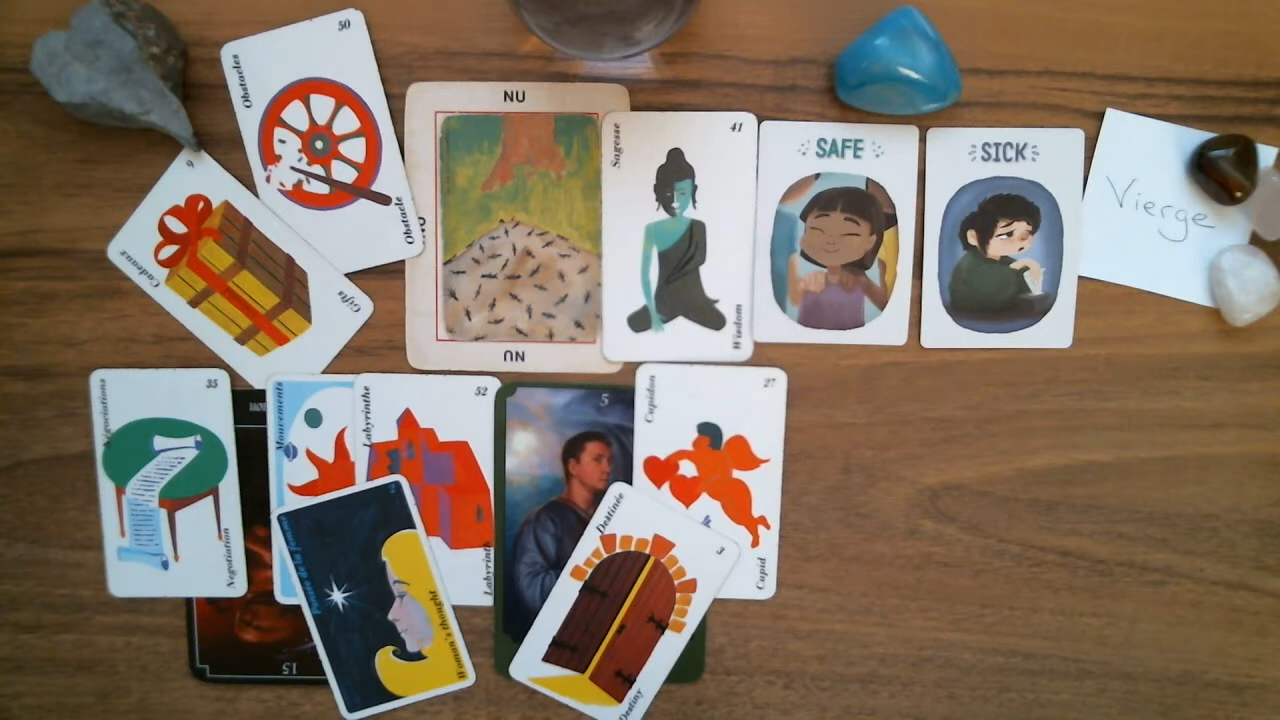 50
Obstacles
Obstacle
9
Cadeaux
Gifts
NU
NU
41
Sagesse
Wisdom
SAFE
SICK
Vierge
35
Négociations
Negotiation
15
Mouvements
52
Labyrinthe
Labyrinth
Pensée de la femme
Woman's thought
5
27
Cupidon
Cupid
3
Destinée
Destiny